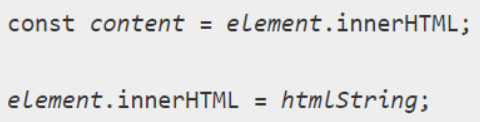 const content = element.innerHTML;
element.innerHTML = htmlString;